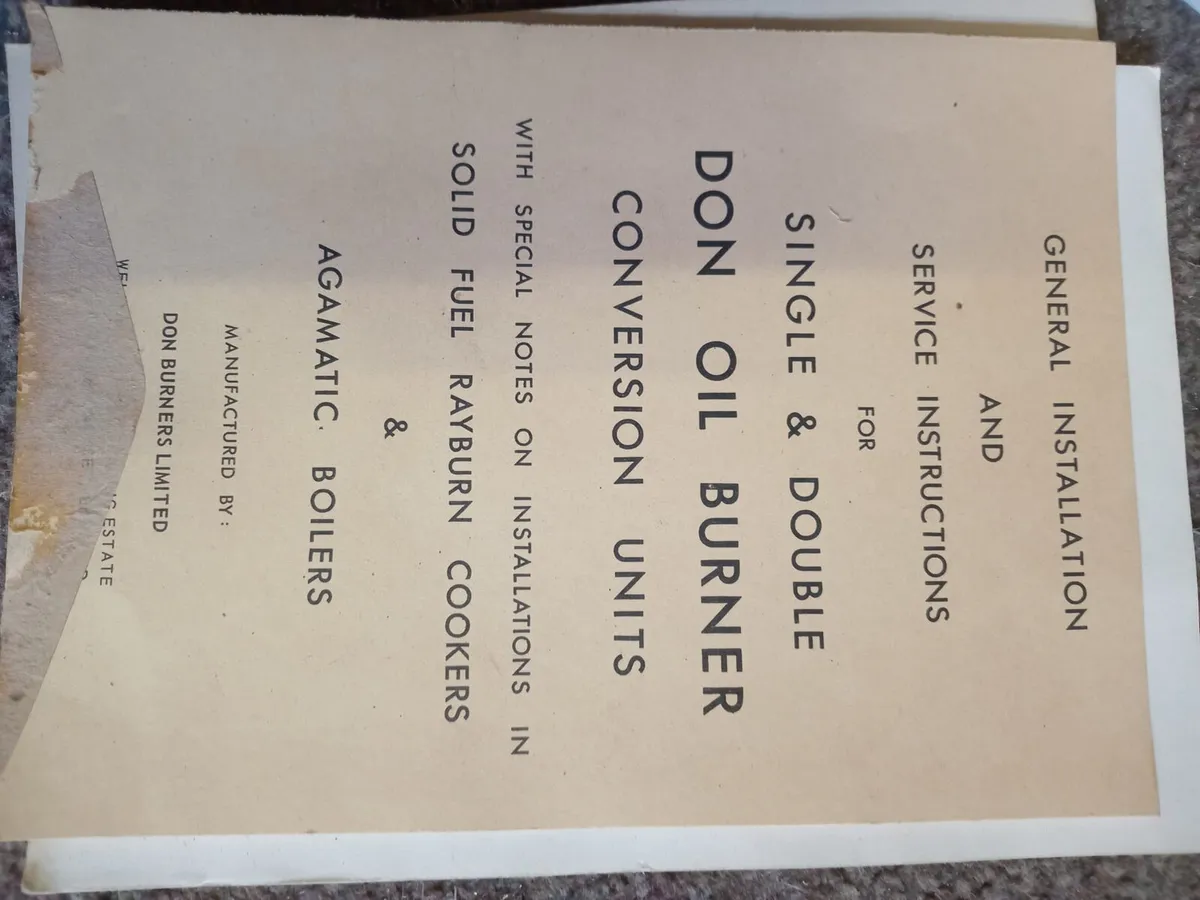 GENERAL INSTALLATION
AND
SERVICE INSTRUCTIONS
FOR
SINGLE & DOUBLE
DON OIL BURNER
CONVERSION UNITS
WITH SPECIAL NOTES ON INSTALLATIONS IN
SOLID FUEL RAYBURN COOKERS
&
AGAMATIC. BOILERS
MANUFACTURED BY:
DON BURNERS LIMITED
ESTATE